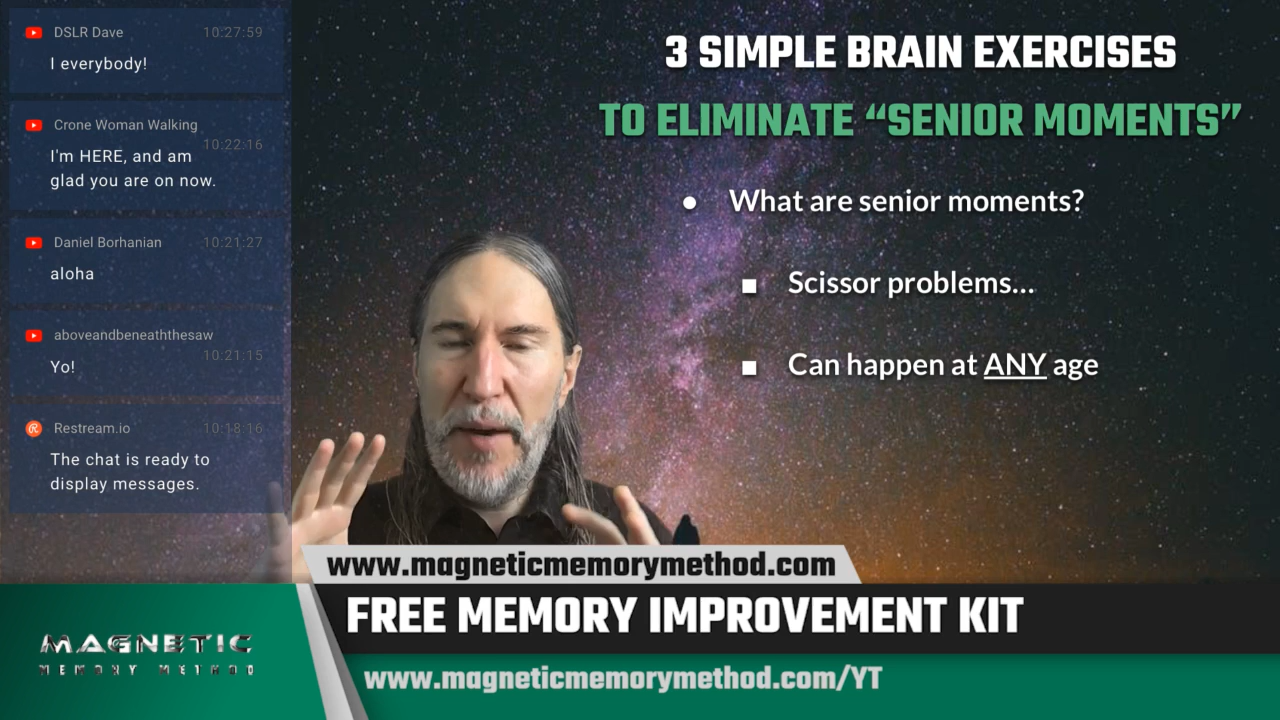 DSLR Dave 10:27:59
I everybody!
Crone Woman Walking
10:22:16
I'm HERE, and am
glad you are on now.
Daniel Borhanian 10:21:27
aloha
aboveandbeneaththesaw
10:21:15
Yo!
Restream.io 10:18:16
The chat is ready to
display messages.
3 SIMPLE BRAIN EXERCISES
TO ELIMINATE “SENIOR MOMENTS”
• What are senior moments?
▪ Scissor problems...
▪ Can happen at ANY age
www.magneticmemorymethod.com
FREE MEMORY IMPROVEMENT KIT
www.magneticmemorymethod.com/YT
MAGNETIC
MEMORY METHOD